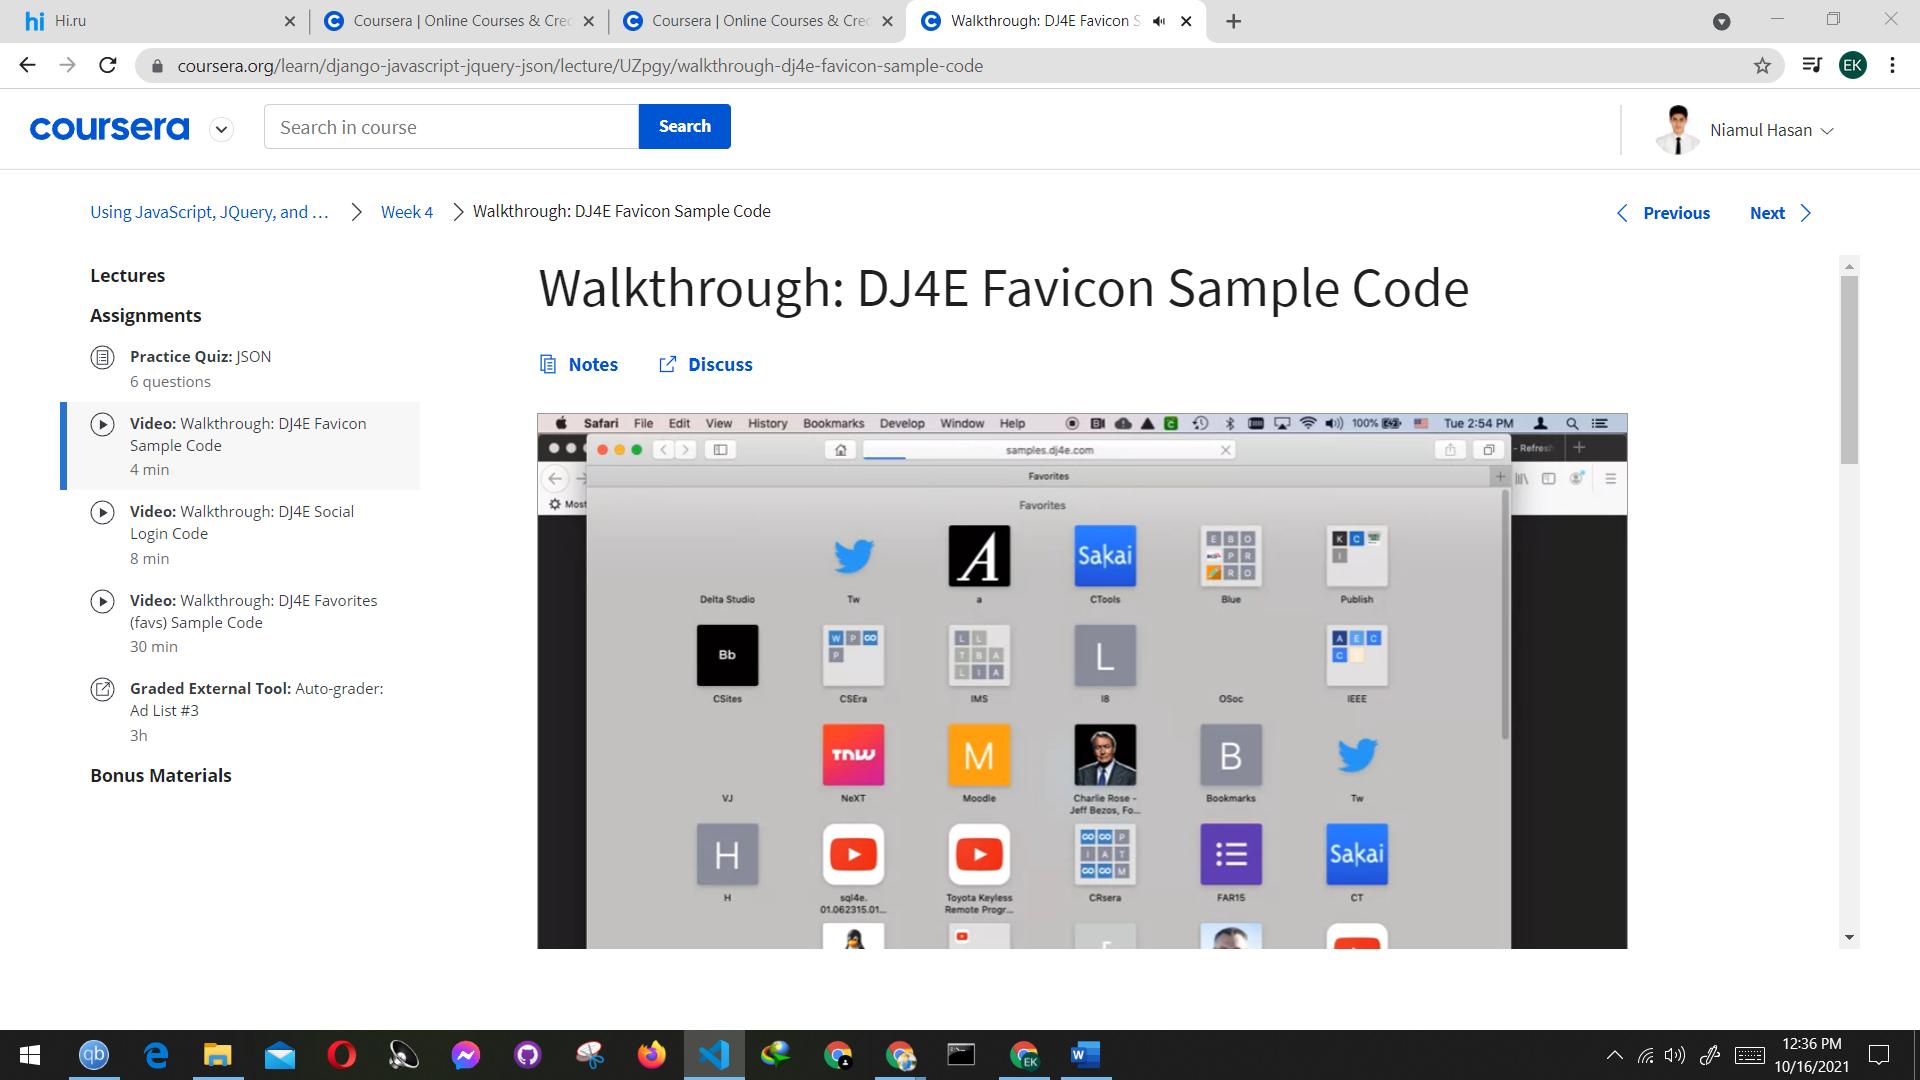 hi Hi.ru
Coursera | Online Courses & Cre
Coursera | Online Courses & Cre
Walkthrough: DJ4E Favicon S
coursera.org/learn/django-javascript-jquery-json/lecture/UZpgy/walkthrough-dj4e-favicon-sample-code
EK
coursera
Search in course
Search
Niamul Hasan
Using JavaScript, JQuery, and ...
Week 4
Walkthrough: DJ4E Favicon Sample Code
Previous
Next
Lectures
Assignments
Practice Quiz: JSON
6 questions
Video: Walkthrough: DJ4E Favicon
Sample Code
4 min
Video: Walkthrough: DJ4E Social
Login Code
8 min
Video: Walkthrough: DJ4E Favorites
(favs) Sample Code
30 min
Graded External Tool: Auto-grader:
Ad List #3
3h
Bonus Materials
Walkthrough: DJ4E Favicon Sample Code
Notes
Discuss
Safari File Edit View History Bookmarks Develop Window Help 100% Tue 2:54 PM
samples.dj4e.com
- Refresh
Favorites
Most
Favorites
A
Sakai
E B O
P R
R O
K C
I
Delta Studio
Tw
a
CTools
Blue
Publish
Bb
W P
P
L L
T B A
L I A
L
A E C
C
CSites
CSEra
IMS
I8
OSoc
IEEE
TNW
M
B
VJ
NeXT
Moodle
Charlie Rose -
Jeff Bezos, Fo...
Bookmarks
Tw
H
P
I A T
M
Sakai
H
sql4e.
01.062315.01...
Toyota Keyless
Remote Progr...
CRsera
FAR15
CT
qb
EK
W
12:36 PM
10/16/2021